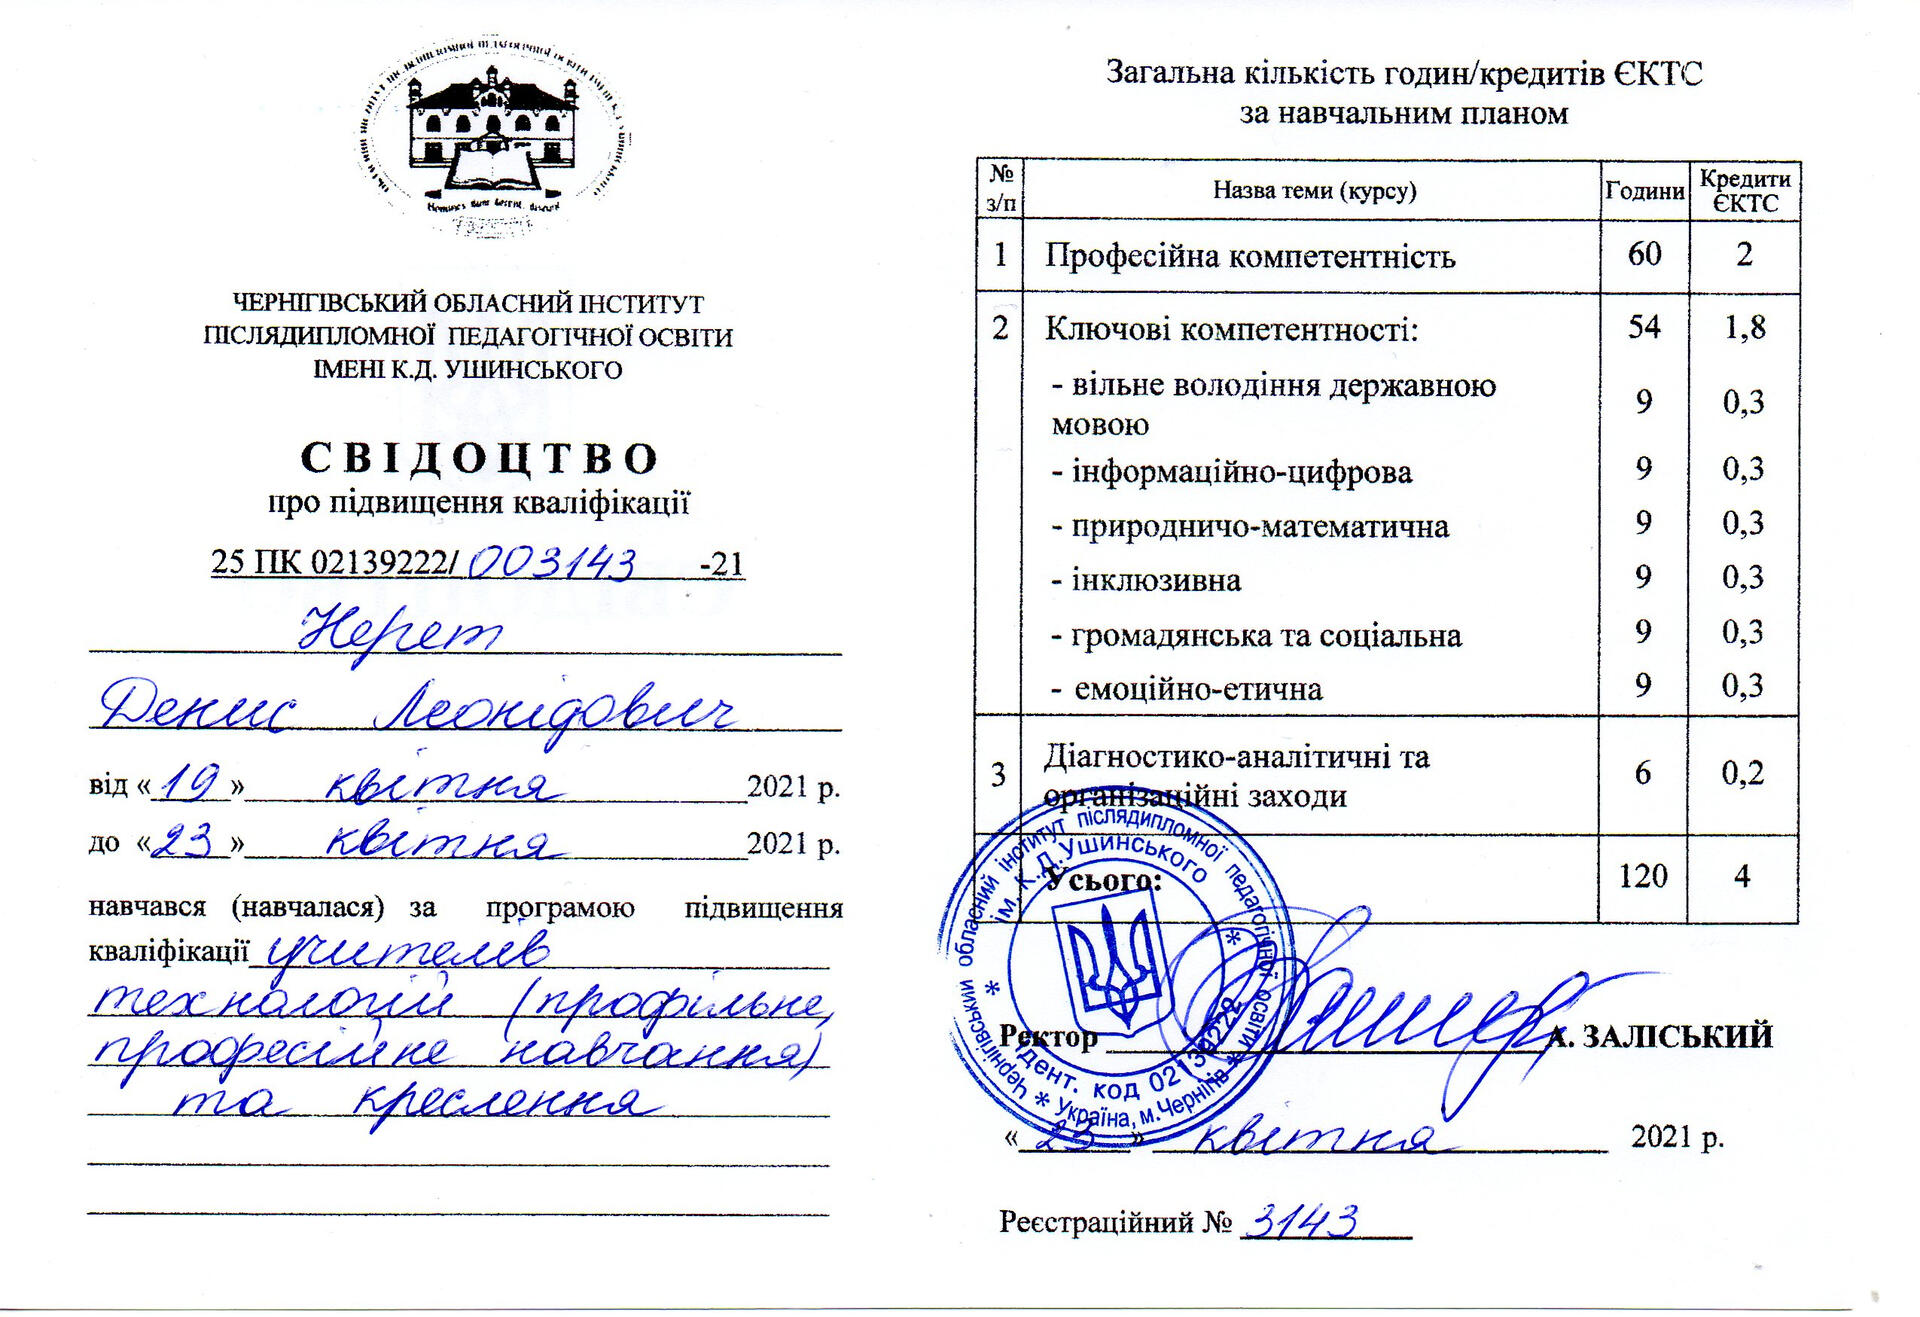 ЧЕРНІГІВСЬКИЙ ОБЛАСНИЙ ІНСТИТУТ
ПІСЛЯДИПЛОМНОЇ ПЕДАГОГІЧНОЇ ОСВІТИ
ІМЕНІ К.Д. УШИНСЬКОГО
СВІДОЦТВО
про підвищення кваліфікації
25 ПК 02139222/ 003143 -21
Нерет
Денис Леонідович
від «19» квітня 2021 р.
до «23» квітня 2021 р.
навчався (навчалася) за програмою підвищення
кваліфікації учителів
технологій (профільне,
професійне навчання)
та креслення
Загальна кількість годин/кредитів ЄКТС
за навчальним планом
№ з/п Назва теми (курсу) Години Кредити ЄКТС
1 Професійна компетентність 60 2
2 Ключові компетентності: 54 1,8
- вільне володіння державною
мовою 9 0,3
- інформаційно-цифрова 9 0,3
- природничо-математична 9 0,3
- інклюзивна 9 0,3
- громадянська та соціальна 9 0,3
- емоційно-етична 9 0,3
3 Діагностико-аналітичні та
організаційні заходи 6 0,2
Усього: 120 4
Чернігівський обласний інститут післядипломної педагогічної освіти
ім. К.Д.Ушинського
Ідент. код 02139222
* Україна, м.Чернігів *
Ректор А. ЗАЛІСЬКИЙ
«23» квітня 2021 р.
Реєстраційний № 3143